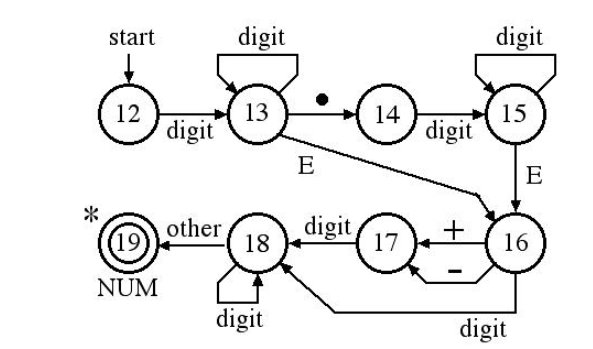 start
digit
digit
12
13
•
14
15
digit
digit
E
E
*
19
other
18
digit
17
+
16
-
NUM
digit
digit